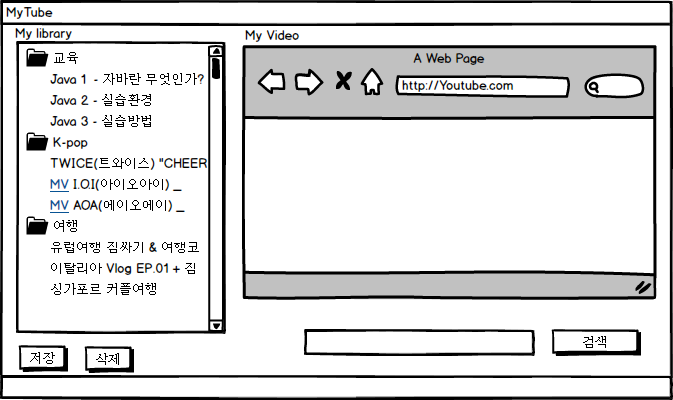 MyTube
My library
교육
Java 1 - 자바란 무엇인가?
Java 2 - 실습환경
Java 3 - 실습방법
K-pop
TWICE(트와이스) "CHEER
MV I.O.I(아이오아이) _
MV AOA(에이오에이) _
여행
유럽여행 짐싸기 & 여행코
이탈리아 Vlog EP.01 + 짐
싱가포르 커플여행
저장
삭제
My Video
A Web Page
http://Youtube.com
검색